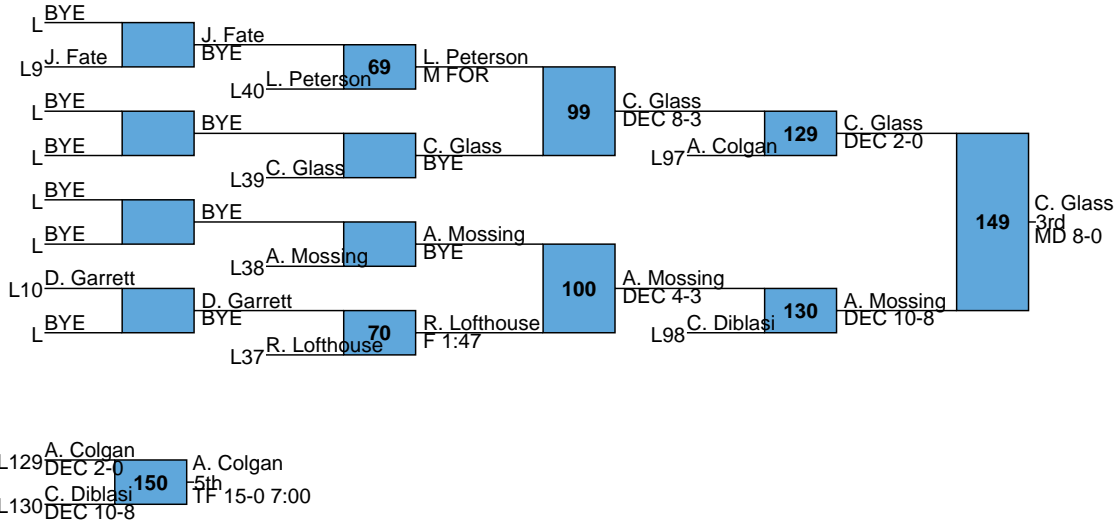 BYE
L
J. Fate
BYE
L9 J. Fate
69
L. Peterson
M FOR
L40 L. Peterson
BYE
L
99
C. Glass
DEC 8-3
BYE
BYE
L
C. Glass
BYE
L39 C. Glass
129
C. Glass
DEC 2-0
L97 A. Colgan
BYE
L
BYE
BYE
L
A. Mossing
BYE
L38 A. Mossing
149
C. Glass
3rd
MD 8-0
L10 D. Garrett
100
A. Mossing
DEC 4-3
D. Garrett
BYE
BYE
L
70
R. Lofthouse
F 1:47
L37 R. Lofthouse
130
A. Mossing
DEC 10-8
L98 C. Diblasi
L129 A. Colgan
DEC 2-0
150
A. Colgan
5th
TF 15-0 7:00
L130 C. Diblasi
DEC 10-8